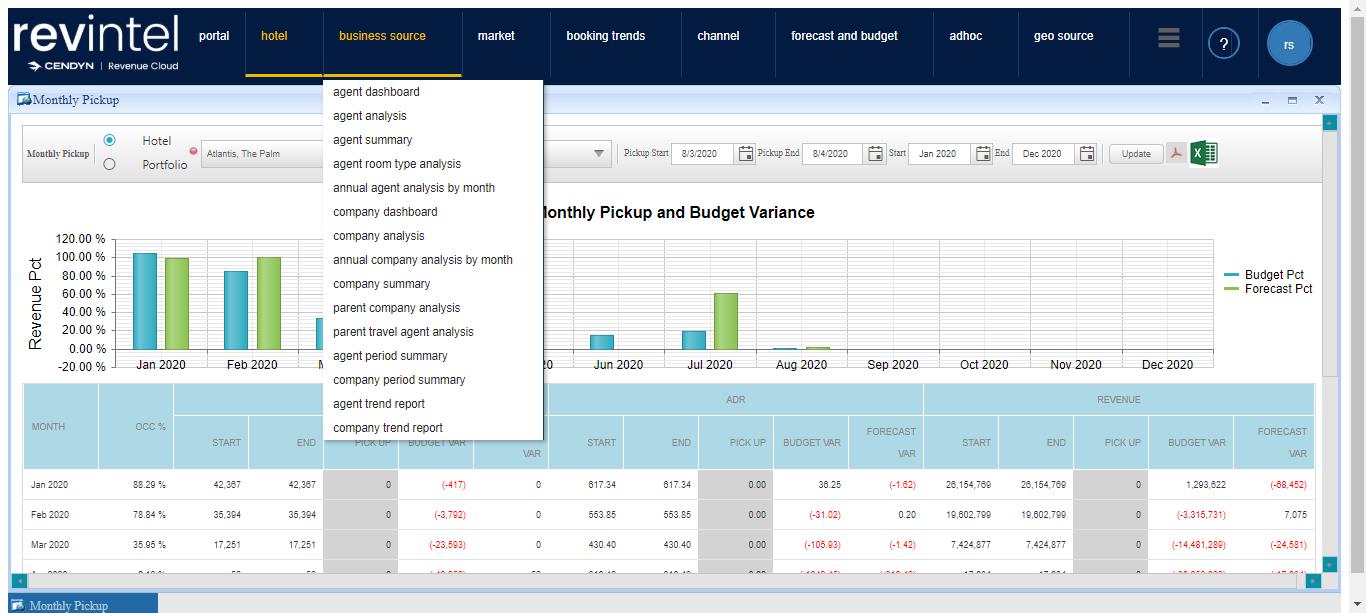 revintel
CENDYN | Revenue Cloud
portal hotel business source market booking trends channel forecast and budget adhoc geo source ? rs
Monthly Pickup
agent dashboard
agent analysis
agent summary
agent room type analysis
annual agent analysis by month
company dashboard
company analysis
annual company analysis by month
company summary
parent company analysis
parent travel agent analysis
agent period summary
company period summary
agent trend report
company trend report
Monthly Pickup Hotel Portfolio Atlantis, The Palm Pickup Start 8/3/2020 Pickup End 8/4/2020 Start Jan 2020 End Dec 2020 Update
Monthly Pickup and Budget Variance
Revenue Pct
120.00 %
100.00 %
80.00 %
60.00 %
40.00 %
20.00 %
0.00 %
-20.00 %
Jan 2020 Feb 2020 Jun 2020 Jul 2020 Aug 2020 Sep 2020 Oct 2020 Nov 2020 Dec 2020
Budget Pct
Forecast Pct
ADR REVENUE
MONTH OCC % START END PICK UP BUDGET VAR VAR START END PICK UP BUDGET VAR FORECAST VAR START END PICK UP BUDGET VAR FORECAST VAR
Jan 2020 88.29 % 42,367 42,367 0 (-417) 0 617.34 617.34 0.00 36.25 (-1.62) 26,154,769 26,154,769 0 1,293,622 (-68,452)
Feb 2020 78.84 % 35,394 35,394 0 (-3,792) 0 553.85 553.85 0.00 (-31.02) 0.20 19,602,799 19,602,799 0 (-3,315,731) 7,075
Mar 2020 35.95 % 17,251 17,251 0 (-23,593) 0 430.40 430.40 0.00 (-105.93) (-1.42) 7,424,877 7,424,877 0 (-14,481,289) (-24,581)
Monthly Pickup